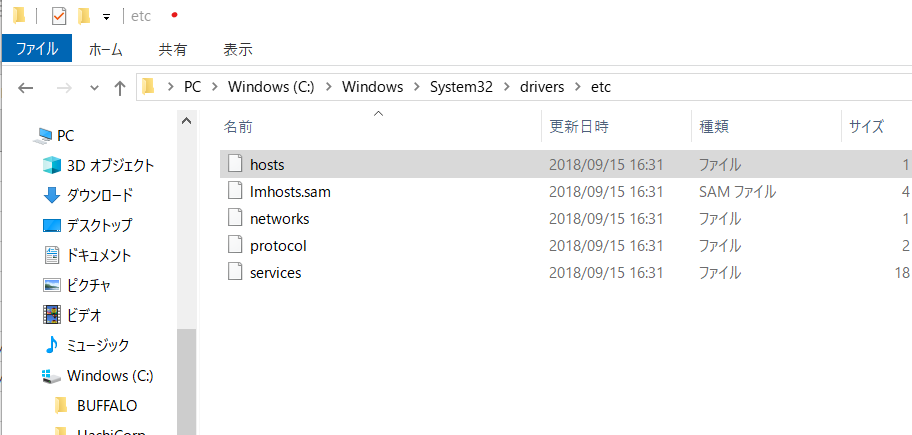 etc
ファイル ホーム 共有 表示
PC Windows (C:) Windows System32 drivers etc
名前 更新日時 種類 サイズ
PC
3D オブジェクト
ダウンロード
デスクトップ
ドキュメント
ピクチャ
ビデオ
ミュージック
Windows (C:)
BUFFALO
hosts 2018/09/15 16:31 ファイル 1
lmhosts.sam 2018/09/15 16:31 SAM ファイル 4
networks 2018/09/15 16:31 ファイル 1
protocol 2018/09/15 16:31 ファイル 2
services 2018/09/15 16:31 ファイル 18